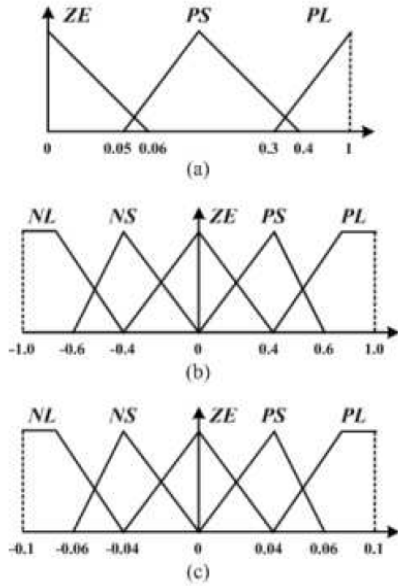 ZE PS PL
0 0.05 0.06 0.3 0.4 1
(a)
NL NS ZE PS PL
-1.0 -0.6 -0.4 0 0.4 0.6 1.0
(b)
NL NS ZE PS PL
-0.1 -0.06 -0.04 0 0.04 0.06 0.1
(c)